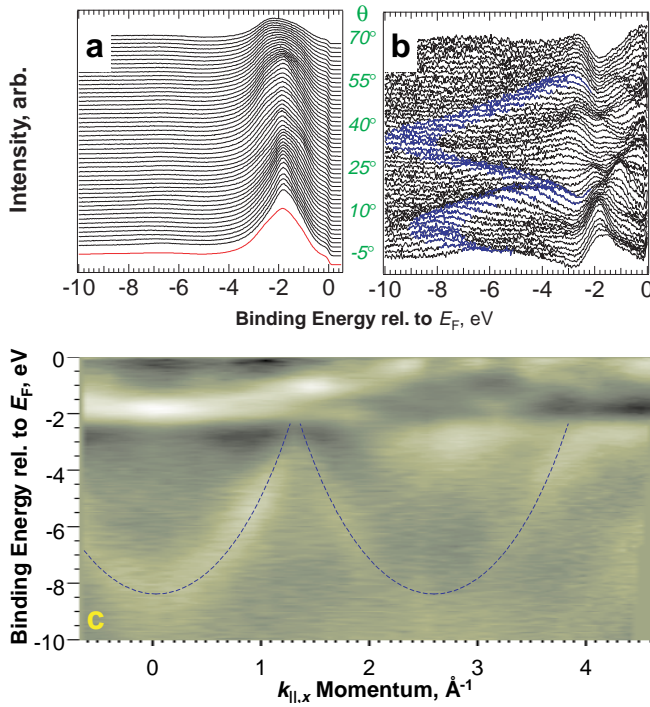 a
b
θ
70°
55°
40°
25°
10°
-5°
Intensity, arb.
-10 -8 -6 -4 -2 0
-10 -8 -6 -4 -2 0
Binding Energy rel. to EF, eV
0
-2
-4
-6
-8
-10
Binding Energy rel. to EF, eV
c
0 1 2 3 4
k||,x Momentum, Å-1